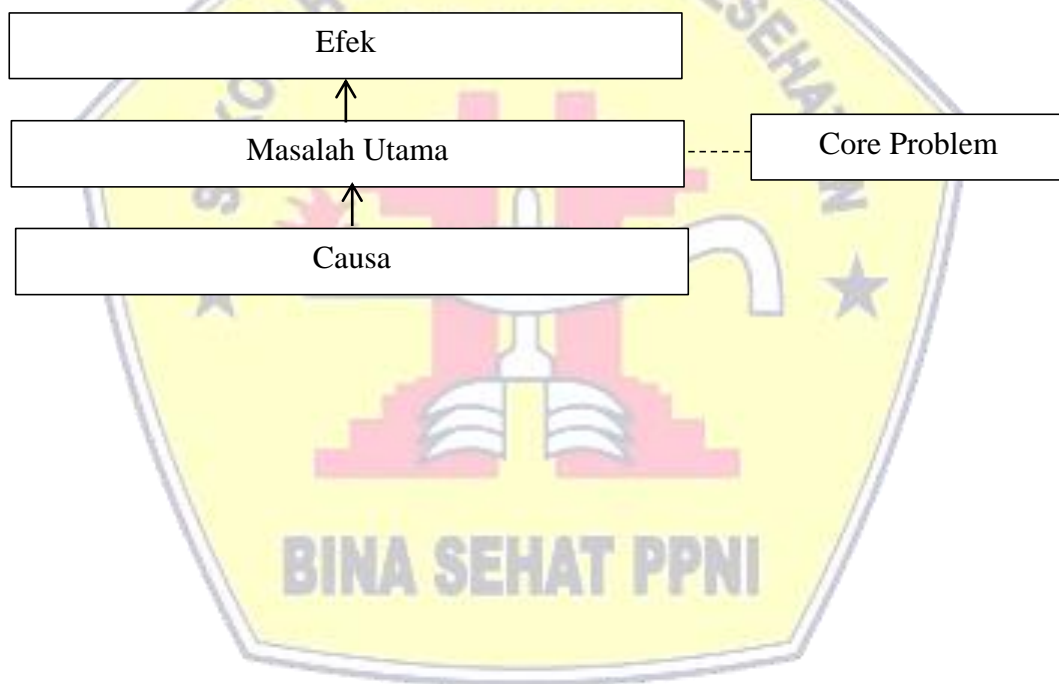 Efek
Masalah Utama
Core Problem
Causa
BINA SEHAT PPNI